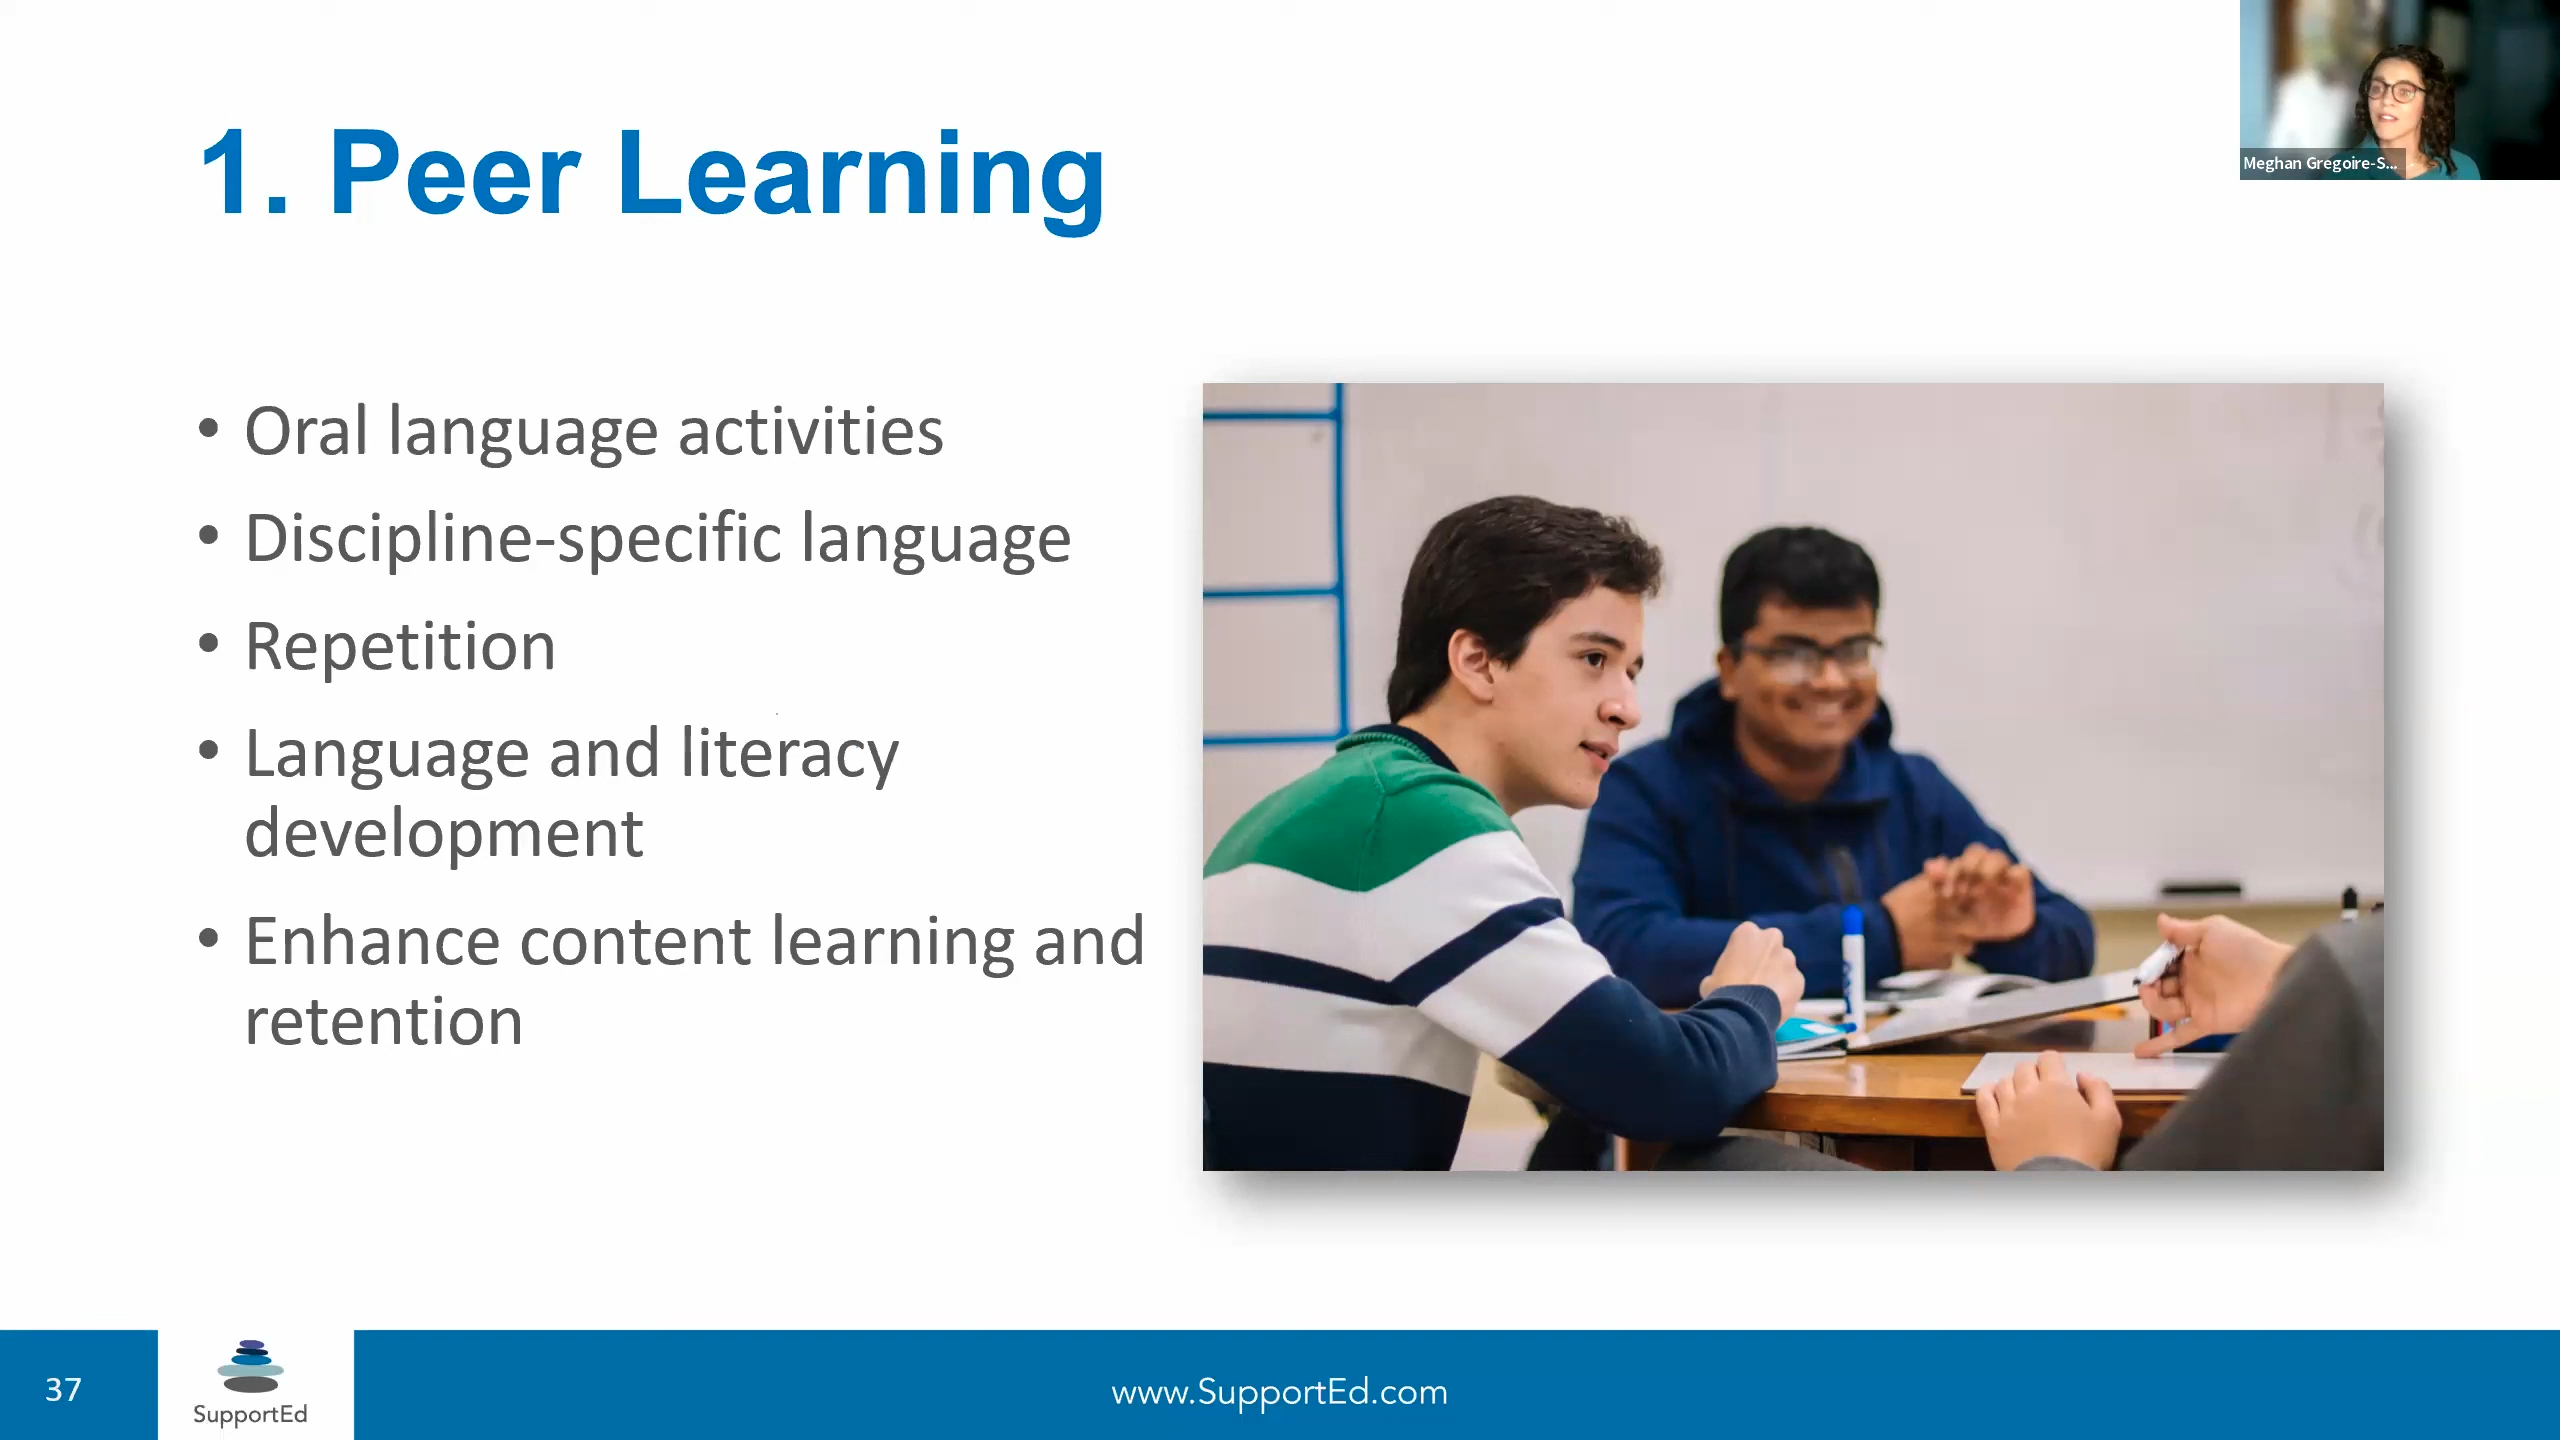 Meghan Gregoire-S...
1. Peer Learning
• Oral language activities
• Discipline-specific language
• Repetition
• Language and literacy
development
• Enhance content learning and
retention
37
SupportEd
www.SupportEd.com